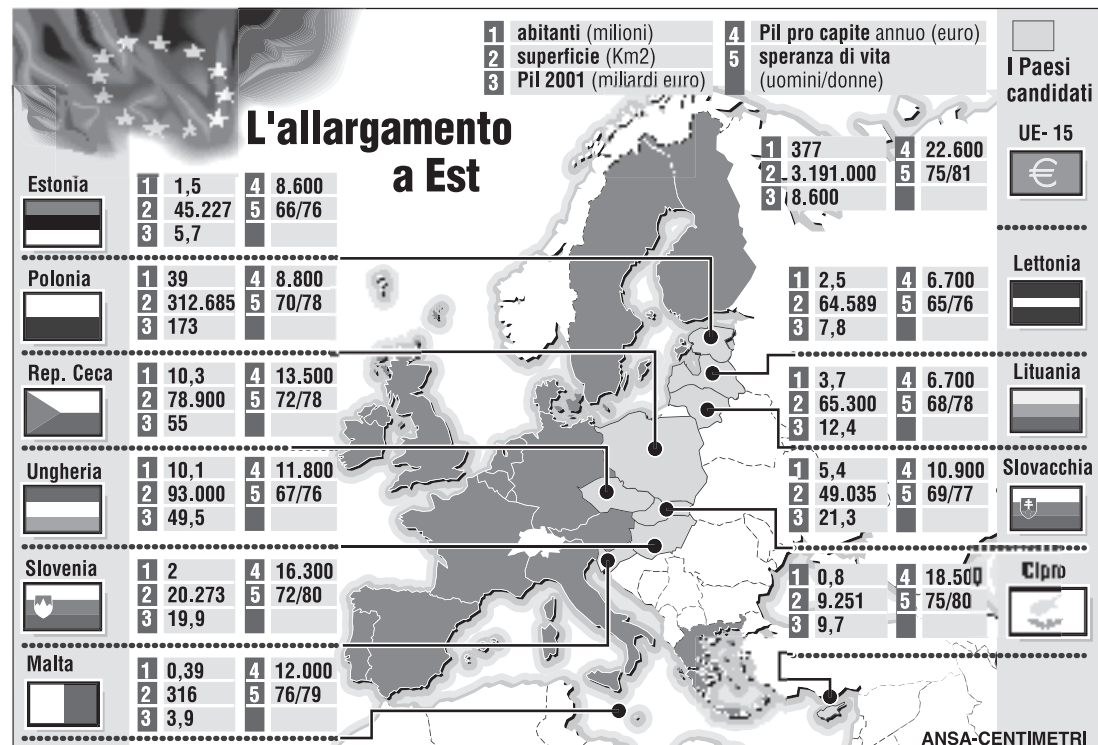 L'allargamento
a Est
1 abitanti (milioni)
2 superficie (Km2)
3 Pil 2001 (miliardi euro)
4 Pil pro capite annuo (euro)
5 speranza di vita
(uomini/donne)
I Paesi
candidati
UE- 15
€
1 377 4 22.600
2 3.191.000 5 75/81
3 8.600
Estonia
1 1,5 4 8.600
2 45.227 5 66/76
3 5,7
Polonia
1 39 4 8.800
2 312.685 5 70/78
3 173
Rep. Ceca
1 10,3 4 13.500
2 78.900 5 72/78
3 55
Ungheria
1 10,1 4 11.800
2 93.000 5 67/76
3 49,5
Slovenia
1 2 4 16.300
2 20.273 5 72/80
3 19,9
Malta
1 0,39 4 12.000
2 316 5 76/79
3 3,9
Lettonia
1 2,5 4 6.700
2 64.589 5 65/76
3 7,8
Lituania
1 3,7 4 6.700
2 65.300 5 68/78
3 12,4
Slovacchia
1 5,4 4 10.900
2 49.035 5 69/77
3 21,3
Cipro
1 0,8 4 18.500
2 9.251 5 75/80
3 9,7
ANSA-CENTIMETRI